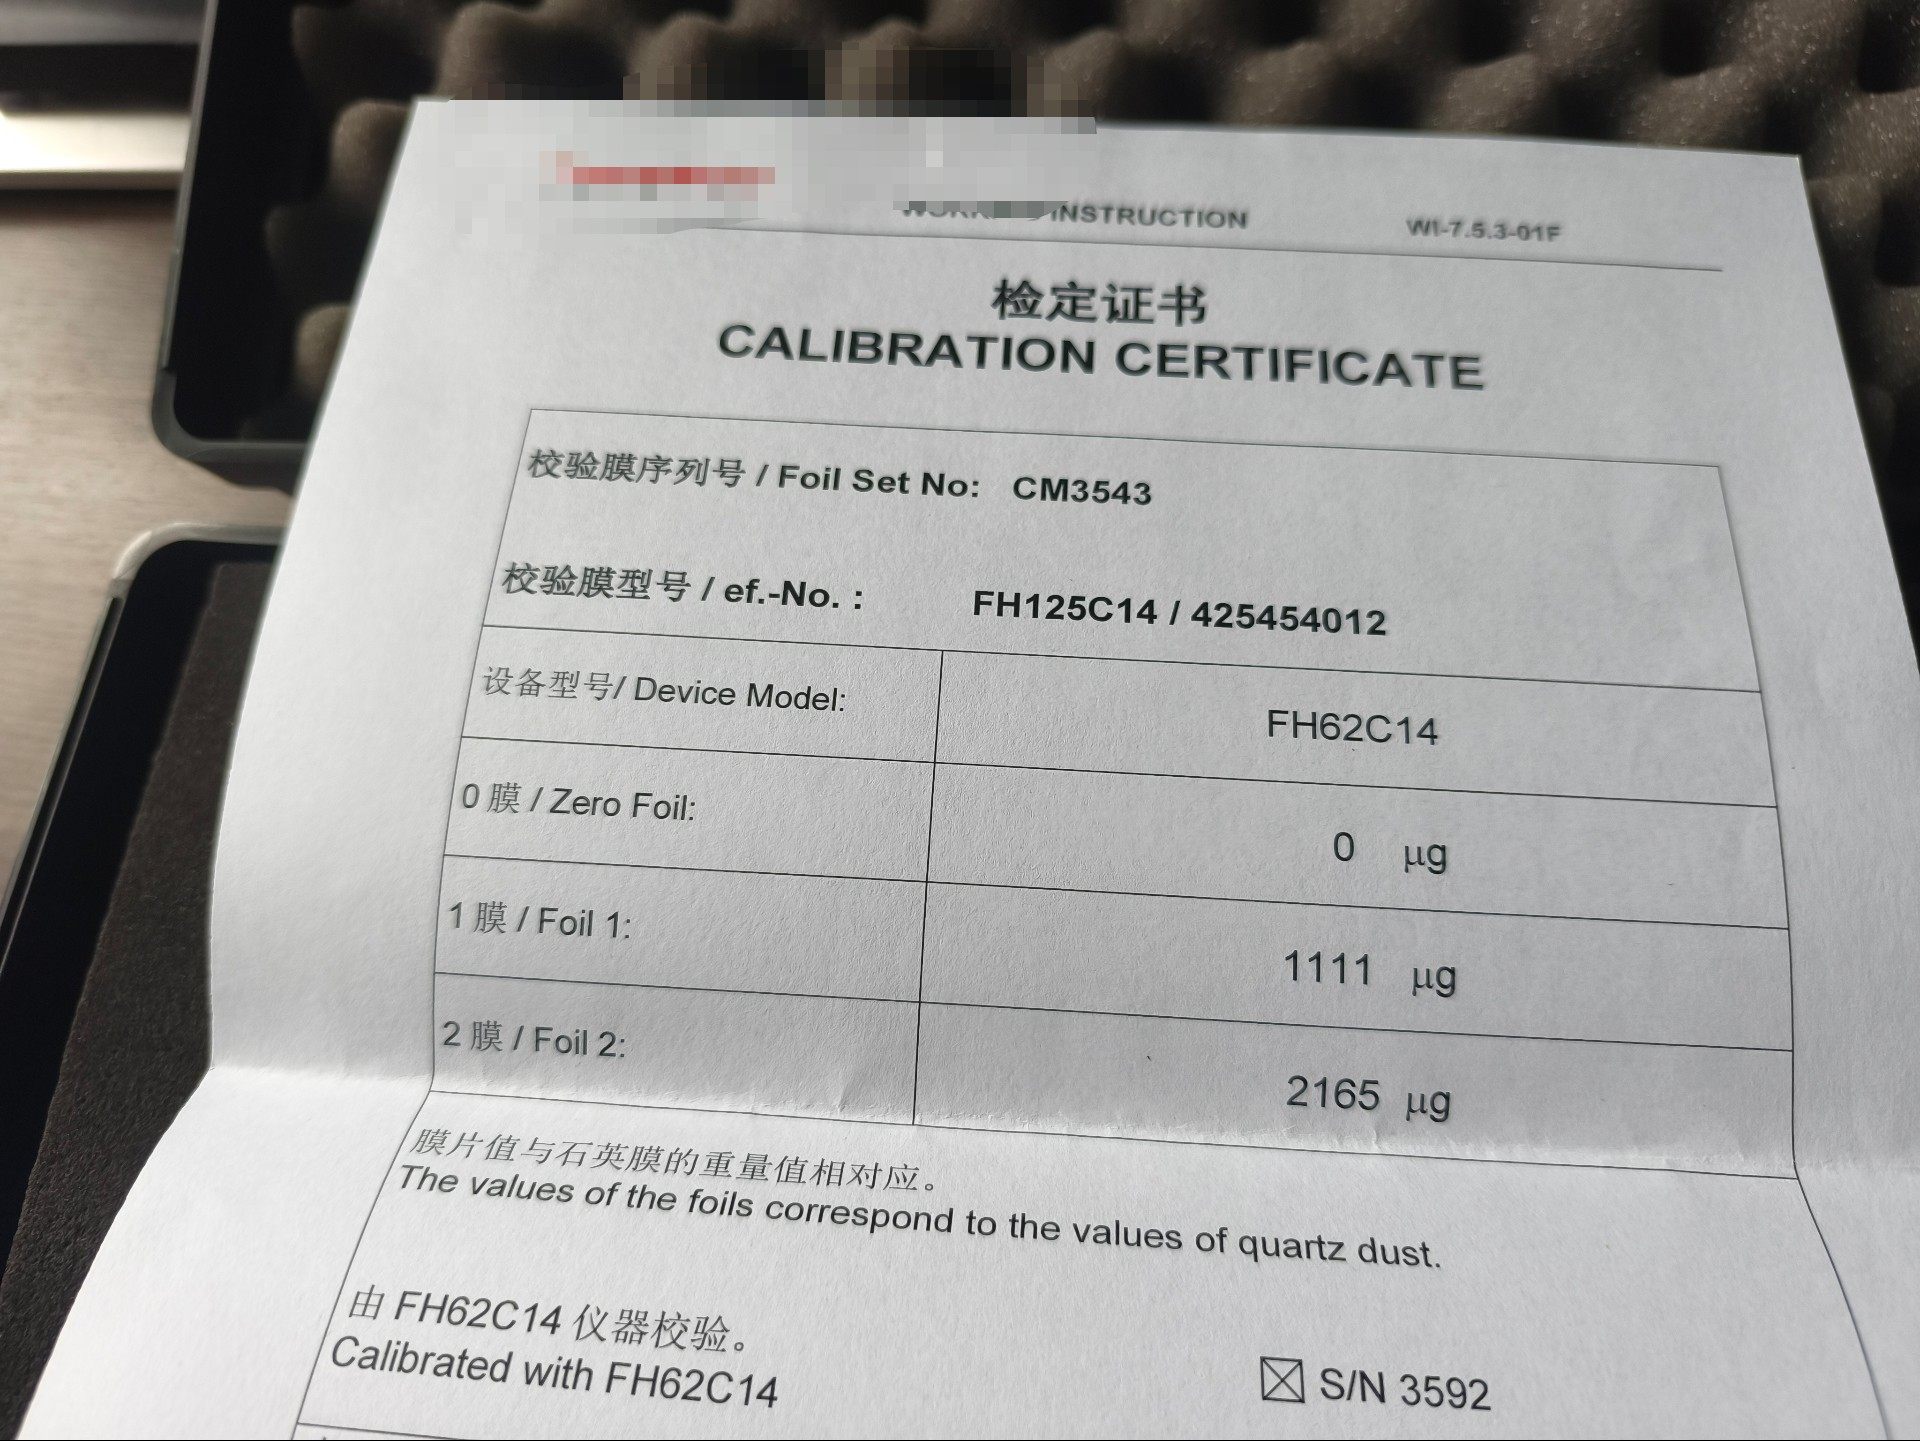 INSTRUCTION WI-7.5.3-01F
检定证书
CALIBRATION CERTIFICATE
校验膜序列号 / Foil Set No: CM3543
校验膜型号 / ef.-No. : FH125C14 / 425454012
设备型号/ Device Model: FH62C14
0 膜 / Zero Foil: 0 μg
1 膜 / Foil 1: 1111 μg
2 膜 / Foil 2: 2165 μg
膜片值与石英膜的重量值相对应。
The values of the foils correspond to the values of quartz dust.
由 FH62C14 仪器校验。
Calibrated with FH62C14 ☒ S/N 3592